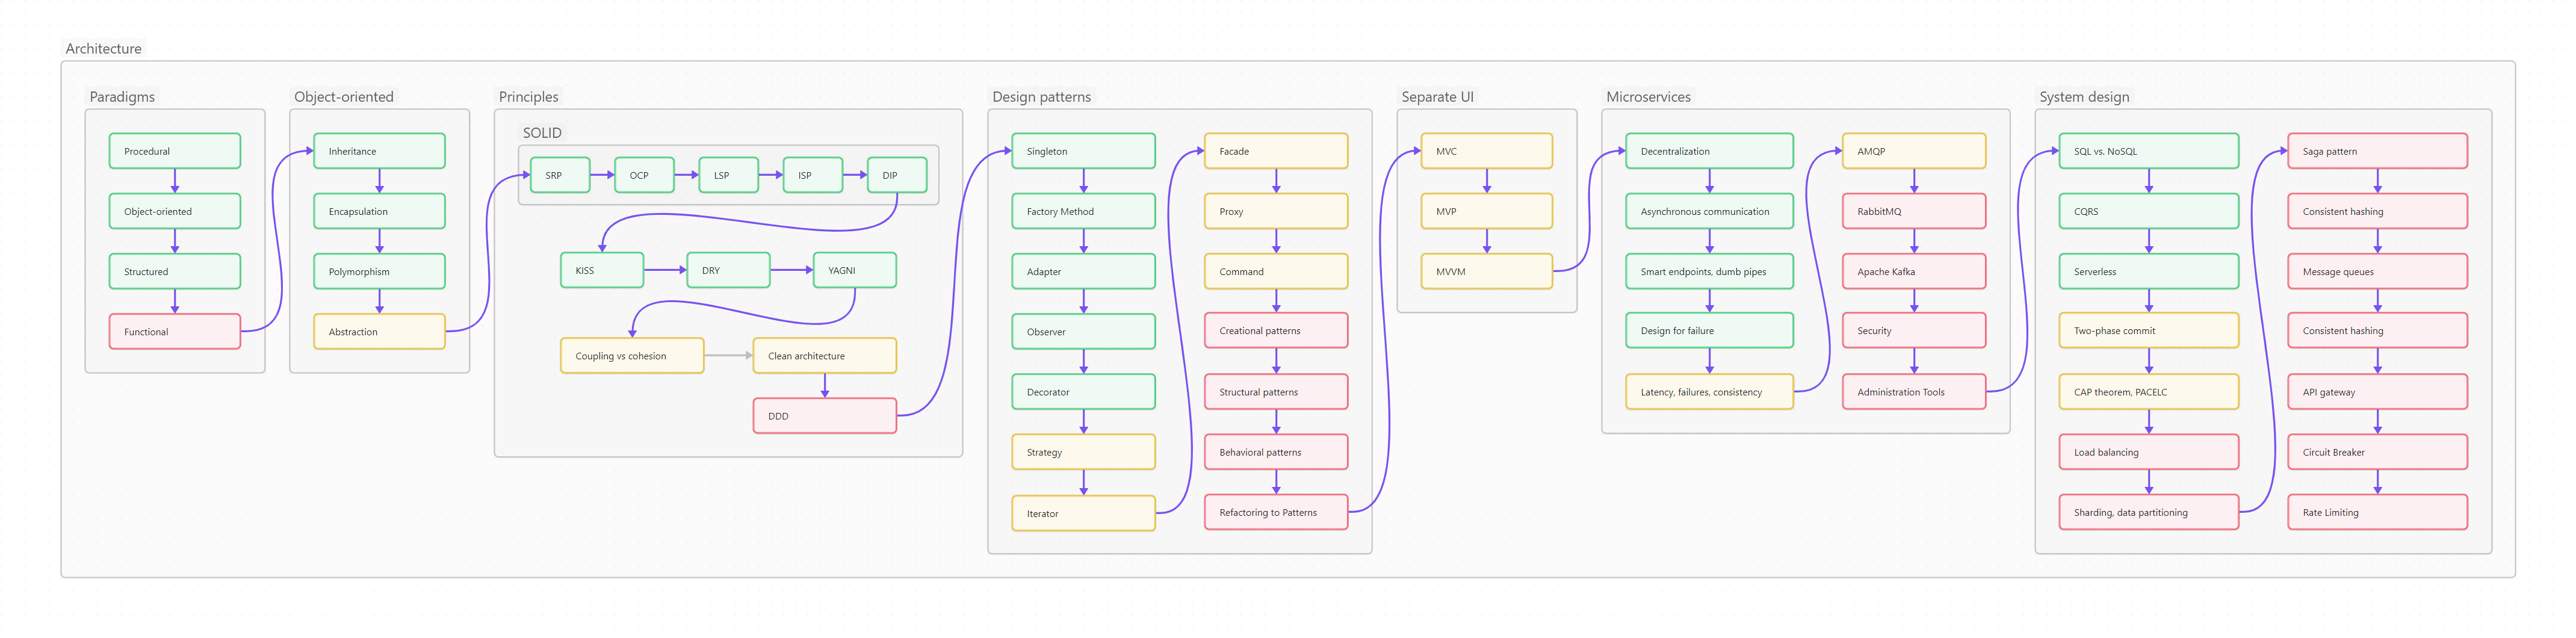 Architecture
Paradigms
Procedural
Object-oriented
Structured
Functional
Object-oriented
Inheritance
Encapsulation
Polymorphism
Abstraction
Principles
SOLID
SRP
OCP
LSP
ISP
DIP
KISS
DRY
YAGNI
Coupling vs cohesion
Clean architecture
DDD
Design patterns
Singleton
Factory Method
Adapter
Observer
Decorator
Strategy
Iterator
Facade
Proxy
Command
Creational patterns
Structural patterns
Behavioral patterns
Refactoring to Patterns
Separate UI
MVC
MVP
MVVM
Microservices
Decentralization
Asynchronous communication
Smart endpoints, dumb pipes
Design for failure
Latency, failures, consistency
AMQP
RabbitMQ
Apache Kafka
Security
Administration Tools
System design
SQL vs. NoSQL
CQRS
Serverless
Two-phase commit
CAP theorem, PACELC
Load balancing
Sharding, data partitioning
Saga pattern
Consistent hashing
Message queues
Consistent hashing
API gateway
Circuit Breaker
Rate Limiting